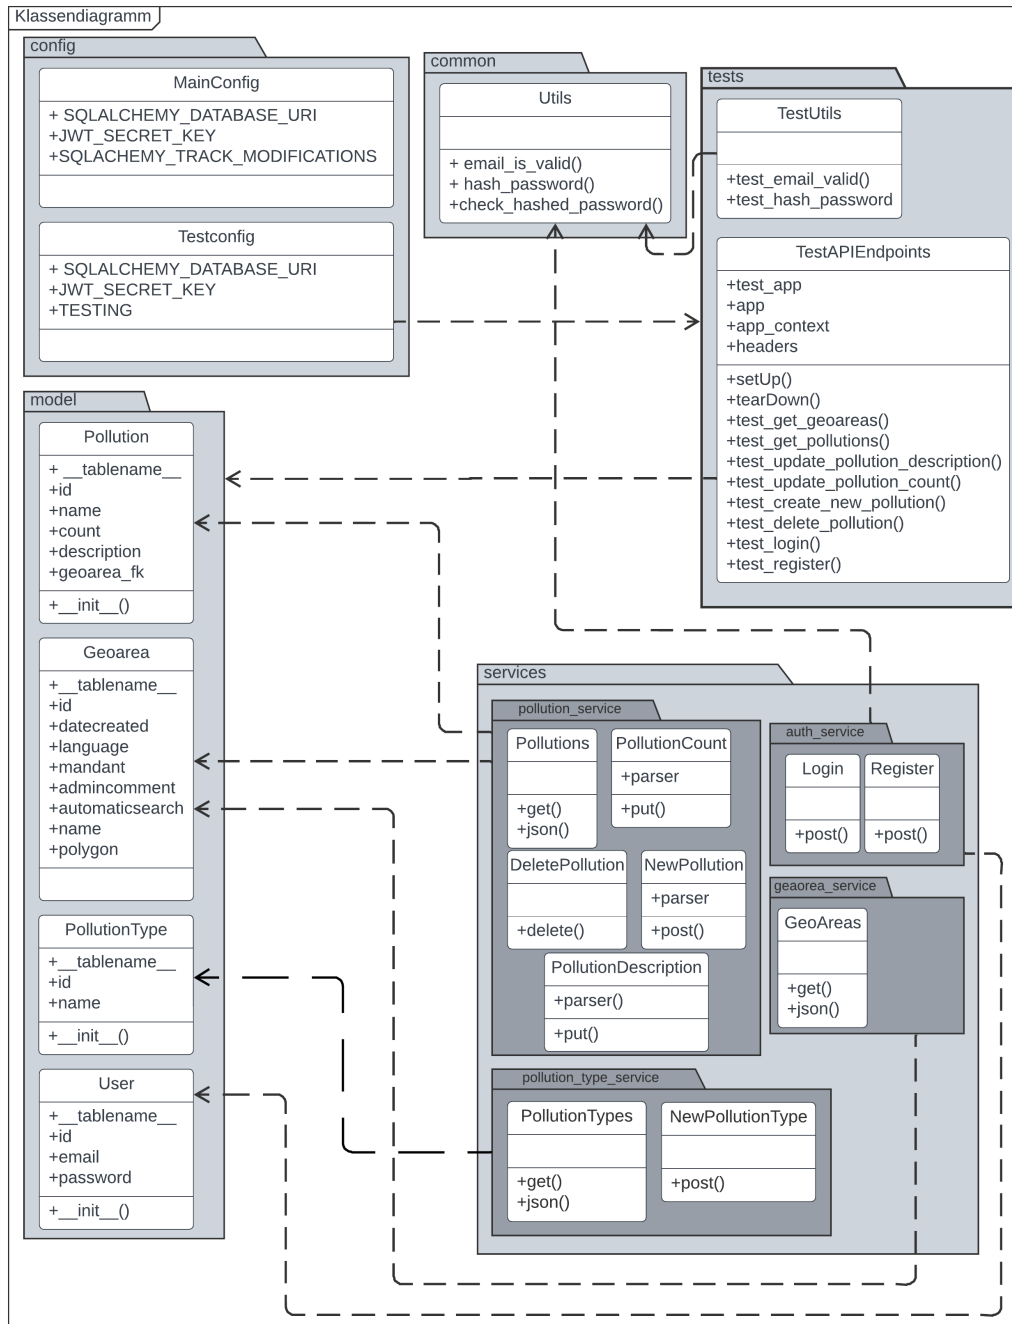 Klassendiagramm
config
MainConfig
+ SQLALCHEMY_DATABASE_URI
+JWT_SECRET_KEY
+SQLACHEMY_TRACK_MODIFICATIONS
Testconfig
+ SQLALCHEMY_DATABASE_URI
+JWT_SECRET_KEY
+TESTING
common
Utils
+ email_is_valid()
+ hash_password()
+check_hashed_password()
tests
TestUtils
+test_email_valid()
+test_hash_password
TestAPIEndpoints
+test_app
+app
+app_context
+headers
+setUp()
+tearDown()
+test_get_geoareas()
+test_get_pollutions()
+test_update_pollution_description()
+test_update_pollution_count()
+test_create_new_pollution()
+test_delete_pollution()
+test_login()
+test_register()
model
Pollution
+ __tablename__
+id
+name
+count
+description
+geoarea_fk
+__init__()
Geoarea
+__tablename__
+id
+datecreated
+language
+mandant
+admincomment
+automaticsearch
+name
+polygon
PollutionType
+__tablename__
+id
+name
+__init__()
User
+__tablename__
+id
+email
+password
+__init__()
services
pollution_service
Pollutions
+get()
+json()
PollutionCount
+parser
+put()
DeletePollution
+delete()
NewPollution
+parser
+post()
PollutionDescription
+parser()
+put()
auth_service
Login
+post()
Register
+post()
geaorea_service
GeoAreas
+get()
+json()
pollution_type_service
PollutionTypes
+get()
+json()
NewPollutionType
+post()